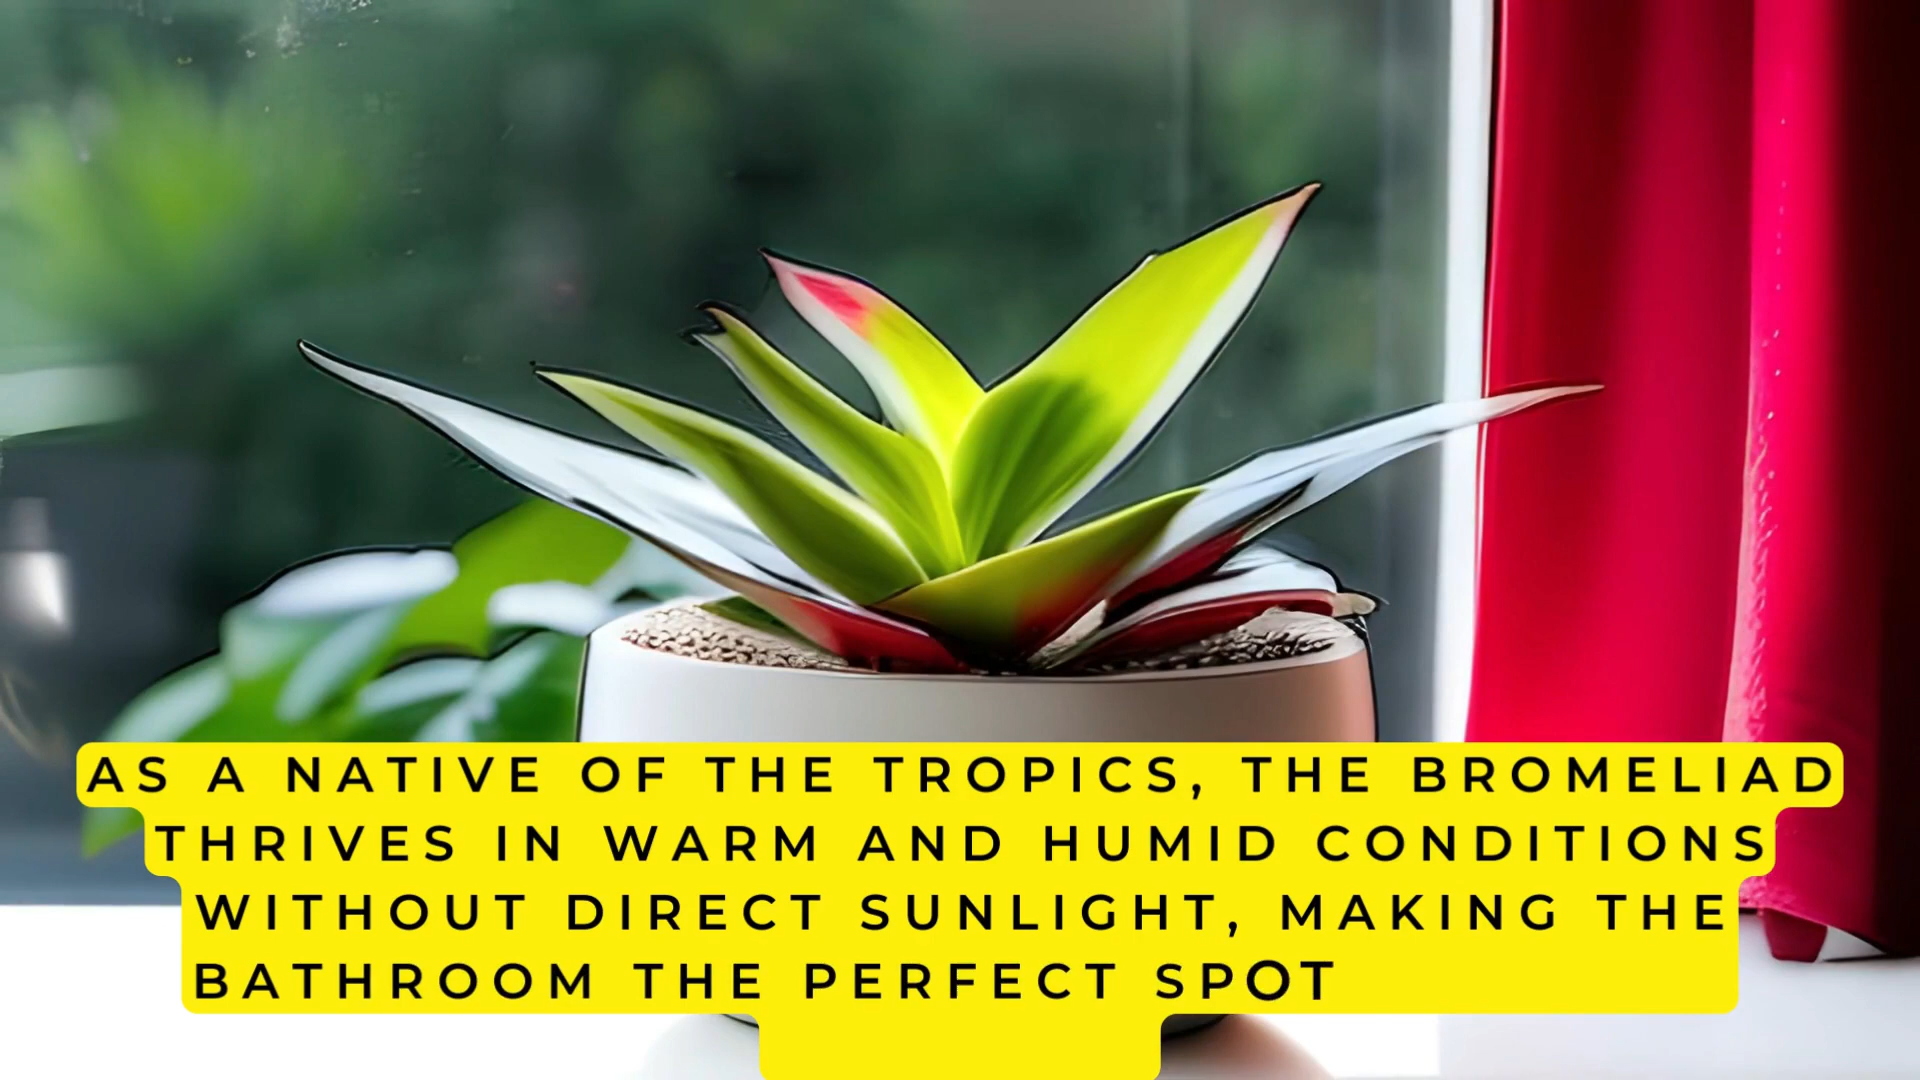 AS A NATIVE OF THE TROPICS, THE BROMELIAD
THRIVES IN WARM AND HUMID CONDITIONS
WITHOUT DIRECT SUNLIGHT, MAKING THE
BATHROOM THE PERFECT SPOT